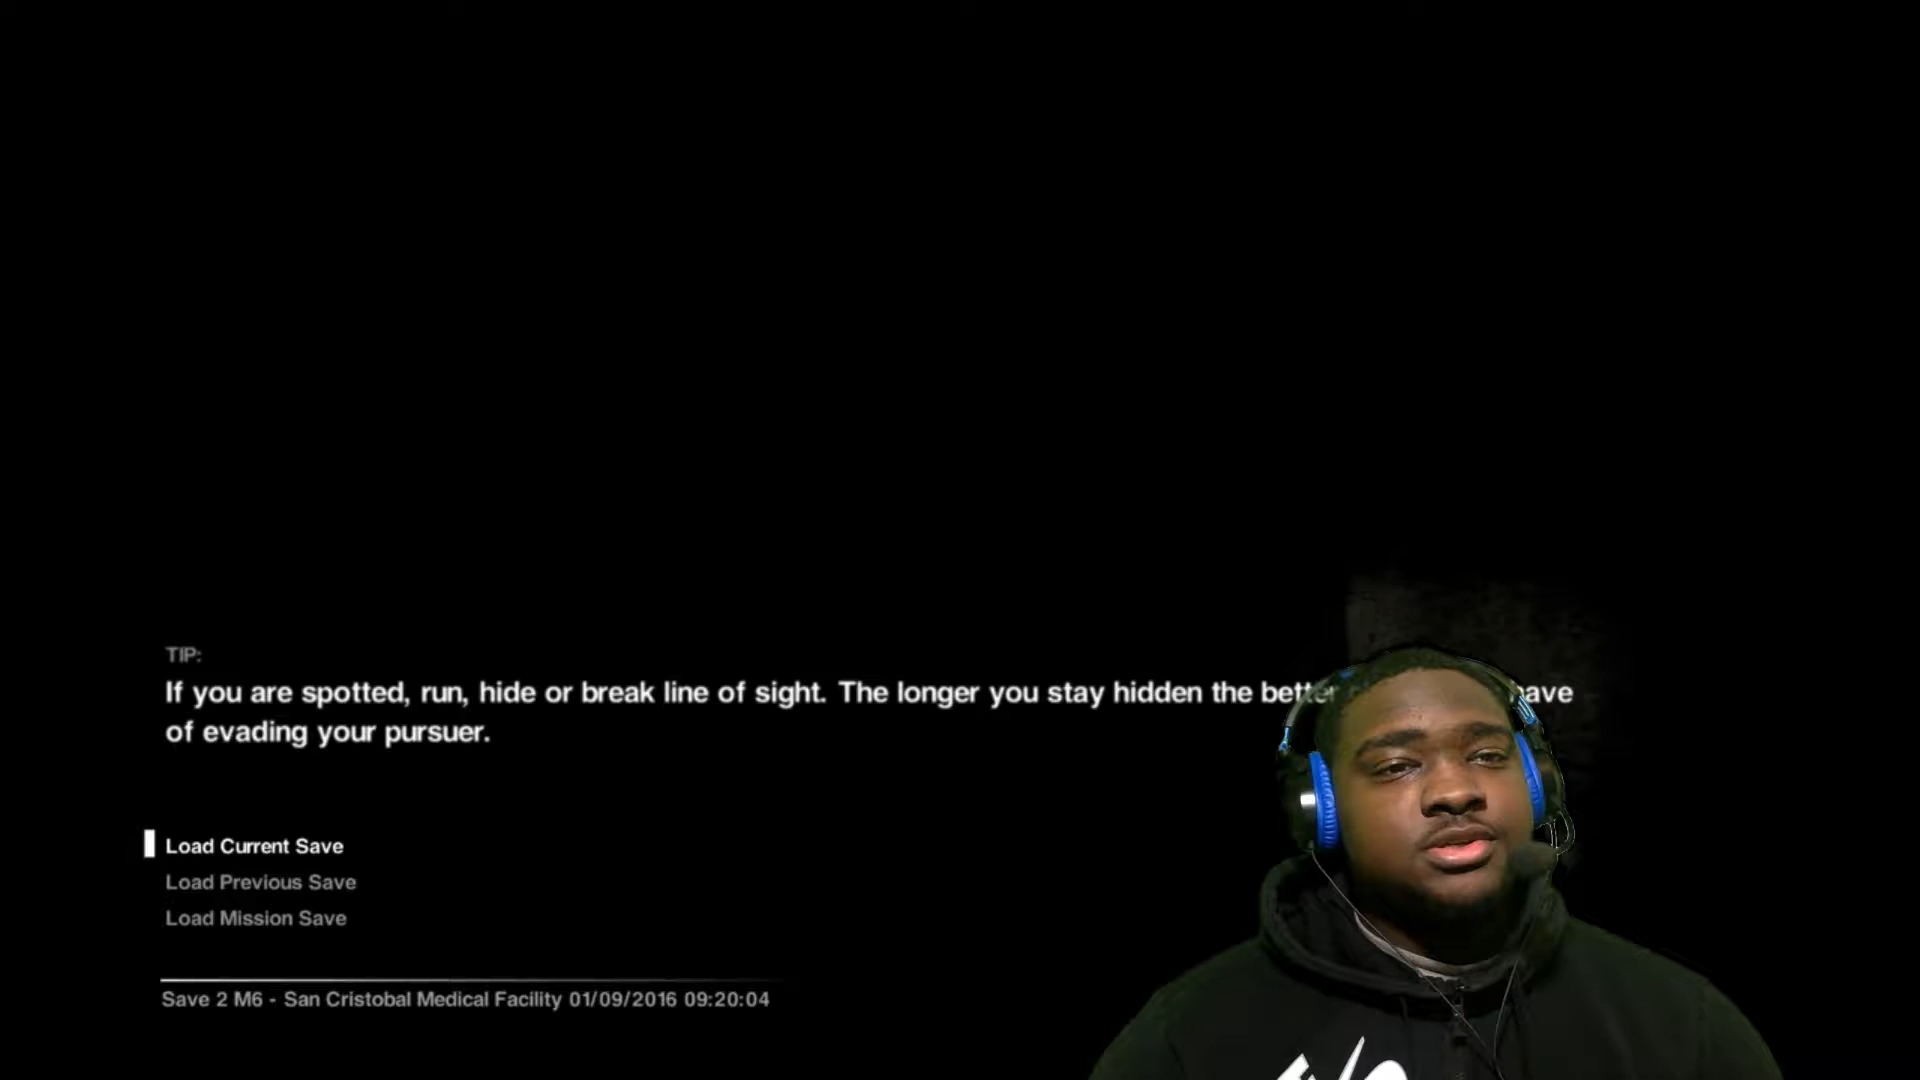 TIP:
If you are spotted, run, hide or break line of sight. The longer you stay hidden the better have
of evading your pursuer.
Load Current Save
Load Previous Save
Load Mission Save
Save 2 M6 - San Cristobal Medical Facility 01/09/2016 09:20:04